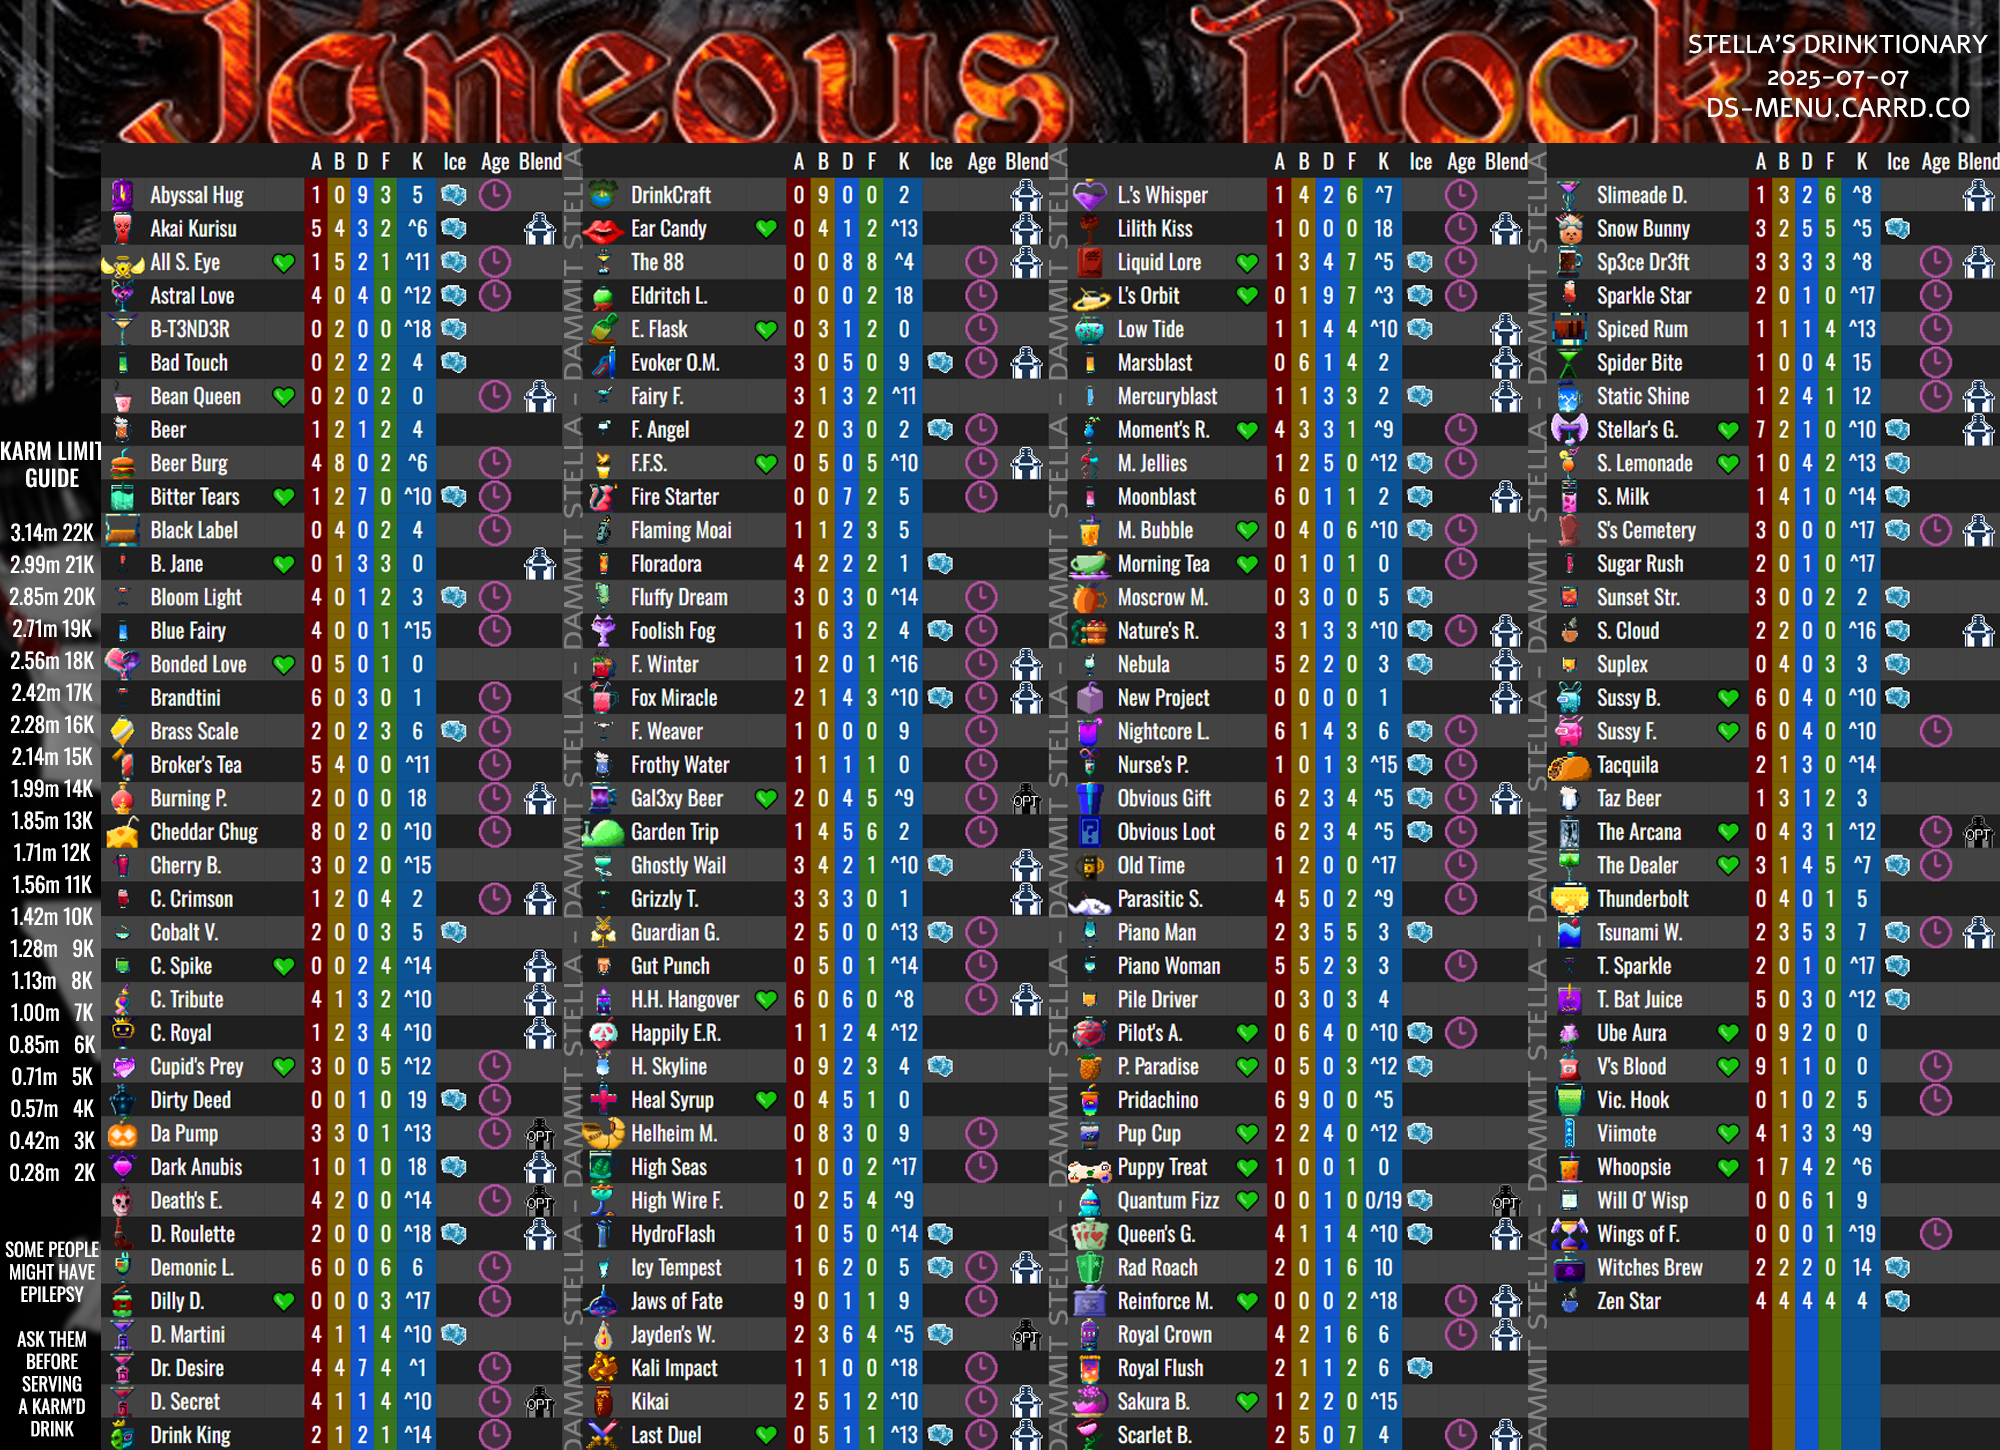 Igneous Rocks
STELLA'S DRINKTIONARY
2025-07-07
DS-MENU.CARRD.CO
A B D F K Ice Age Blend
Abyssal Hug 1 0 9 3 5
Akai Kurisu 5 4 3 2 ^6
All S. Eye 1 5 2 1 ^11
Astral Love 4 0 4 0 ^12
B-T3ND3R 0 2 0 0 ^18
Bad Touch 0 2 2 2 4
Bean Queen 0 2 0 2 0
Beer 1 2 1 2 4
Beer Burg 4 8 0 2 ^6
Bitter Tears 1 2 7 0 ^10
Black Label 0 4 0 2 4
B. Jane 0 1 3 3 0
Bloom Light 4 0 1 2 3
Blue Fairy 4 0 0 1 ^15
Bonded Love 0 5 0 1 0
Brandtini 6 0 3 0 1
Brass Scale 2 0 2 3 6
Broker's Tea 5 4 0 0 ^11
Burning P. 2 0 0 0 18
Cheddar Chug 8 0 2 0 ^10
Cherry B. 3 0 2 0 ^15
C. Crimson 1 2 0 4 2
Cobalt V. 2 0 0 3 5
C. Spike 0 0 2 4 ^14
C. Tribute 4 1 3 2 ^10
C. Royal 1 2 3 4 ^10
Cupid's Prey 3 0 0 5 ^12
Dirty Deed 0 0 1 0 19
Da Pump 3 3 0 1 ^13 OPT
Dark Anubis 1 0 1 0 18
Death's E. 4 2 0 0 ^14 OPT
D. Roulette 2 0 0 0 ^18
Demonic L. 6 0 0 6 6
Dilly D. 0 0 0 3 ^17
D. Martini 4 1 1 4 ^10
Dr. Desire 4 4 7 4 ^1
D. Secret 4 1 1 4 ^10 OPT
Drink King 2 1 2 1 ^14
DAMMIT STELLA - DAMMIT STELLA - DAMMIT STELLA - DAMMIT STELLA - DAMMIT STELLA
A B D F K Ice Age Blend
DrinkCraft 0 9 0 0 2
Ear Candy 0 4 1 2 ^13
The 88 0 0 8 8 ^4
Eldritch L. 0 0 0 2 18
E. Flask 0 3 1 2 0
Evoker O.M. 3 0 5 0 9
Fairy F. 3 1 3 2 ^11
F. Angel 2 0 3 0 2
F.F.S. 0 5 0 5 ^10
Fire Starter 0 0 7 2 5
Flaming Moai 1 1 2 3 5
Floradora 4 2 2 2 1
Fluffy Dream 3 0 3 0 ^14
Foolish Fog 1 6 3 2 4
F. Winter 1 2 0 1 ^16
Fox Miracle 2 1 4 3 ^10
F. Weaver 1 0 0 0 9
Frothy Water 1 1 1 1 0
Gal3xy Beer 2 0 4 5 ^9 OPT
Garden Trip 1 4 5 6 2
Ghostly Wail 3 4 2 1 ^10
Grizzly T. 3 3 3 0 1
Guardian G. 2 5 0 0 ^13
Gut Punch 0 5 0 1 ^14
H.H. Hangover 6 0 6 0 ^8
Happily E.R. 1 1 2 4 ^12
H. Skyline 0 9 2 3 4
Heal Syrup 0 4 5 1 0
Helheim M. 0 8 3 0 9
High Seas 1 0 0 2 ^17
High Wire F. 0 2 5 4 ^9
HydroFlash 1 0 5 0 ^14
Icy Tempest 1 6 2 0 5
Jaws of Fate 9 0 1 1 9
Jayden's W. 2 3 6 4 ^5 OPT
Kali Impact 1 1 0 0 ^18
Kikai 2 5 1 2 ^10
Last Duel 0 5 1 1 ^13
DAMMIT STELLA - DAMMIT STELLA - DAMMIT STELLA - DAMMIT STELLA - DAMMIT STELLA
A B D F K Ice Age Blend
L.'s Whisper 1 4 2 6 ^7
Lilith Kiss 1 0 0 0 18
Liquid Lore 1 3 4 7 ^5
L's Orbit 0 1 9 7 ^3
Low Tide 1 1 4 4 ^10
Marsblast 0 6 1 4 2
Mercuryblast 1 1 3 3 2
Moment's R. 4 3 3 1 ^9
M. Jellies 1 2 5 0 ^12
Moonblast 6 0 1 1 2
M. Bubble 0 4 0 6 ^10
Morning Tea 0 1 0 1 0
Moscrow M. 0 3 0 0 5
Nature's R. 3 1 3 3 ^10
Nebula 5 2 2 0 3
New Project 0 0 0 0 1
Nightcore L. 6 1 4 3 6
Nurse's P. 1 0 1 3 ^15
Obvious Gift 6 2 3 4 ^5
Obvious Loot 6 2 3 4 ^5
Old Time 1 2 0 0 ^17
Parasitic S. 4 5 0 2 ^9
Piano Man 2 3 5 5 3
Piano Woman 5 5 2 3 3
Pile Driver 0 3 0 3 4
Pilot's A. 0 6 4 0 ^10
P. Paradise 0 5 0 3 ^12
Pridachino 6 9 0 0 ^5
Pup Cup 2 2 4 0 ^12
Puppy Treat 1 0 0 1 0
Quantum Fizz 0 0 1 0 0/19 OPT
Queen's G. 4 1 1 4 ^10
Rad Roach 2 0 1 6 10
Reinforce M. 0 0 0 2 ^18
Royal Crown 4 2 1 6 6
Royal Flush 2 1 1 2 6
Sakura B. 1 2 2 0 ^15
Scarlet B. 2 5 0 7 4
DAMMIT STELLA - DAMMIT STELLA - DAMMIT STELLA - DAMMIT STELLA - DAMMIT STELLA
A B D F K Ice Age Blend
Slimeade D. 1 3 2 6 ^8
Snow Bunny 3 2 5 5 ^5
Sp3ce Dr3ft 3 3 3 3 ^8
Sparkle Star 2 0 1 0 ^17
Spiced Rum 1 1 1 4 ^13
Spider Bite 1 0 0 4 15
Static Shine 1 2 4 1 12
Stellar's G. 7 2 1 0 ^10
S. Lemonade 1 0 4 2 ^13
S. Milk 1 4 1 0 ^14
S's Cemetery 3 0 0 0 ^17
Sugar Rush 2 0 1 0 ^17
Sunset Str. 3 0 0 2 2
S. Cloud 2 2 0 0 ^16
Suplex 0 4 0 3 3
Sussy B. 6 0 4 0 ^10
Sussy F. 6 0 4 0 ^10
Tacquila 2 1 3 0 ^14
Taz Beer 1 3 1 2 3
The Arcana 0 4 3 1 ^12 OPT
The Dealer 3 1 4 5 ^7
Thunderbolt 0 4 0 1 5
Tsunami W. 2 3 5 3 7
T. Sparkle 2 0 1 0 ^17
T. Bat Juice 5 0 3 0 ^12
Ube Aura 0 9 2 0 0
V's Blood 9 1 1 0 0
Vic. Hook 0 1 0 2 5
Viimote 4 1 3 3 ^9
Whoopsie 1 7 4 2 ^6
Will O' Wisp 0 0 6 1 9
Wings of F. 0 0 0 1 ^19
Witches Brew 2 2 2 0 14
Zen Star 4 4 4 4 4
KARM LIMIT
GUIDE
3.14m 22K
2.99m 21K
2.85m 20K
2.71m 19K
2.56m 18K
2.42m 17K
2.28m 16K
2.14m 15K
1.99m 14K
1.85m 13K
1.71m 12K
1.56m 11K
1.42m 10K
1.28m 9K
1.13m 8K
1.00m 7K
0.85m 6K
0.71m 5K
0.57m 4K
0.42m 3K
0.28m 2K
SOME PEOPLE
MIGHT HAVE
EPILEPSY
ASK THEM
BEFORE
SERVING
A KARM'D
DRINK